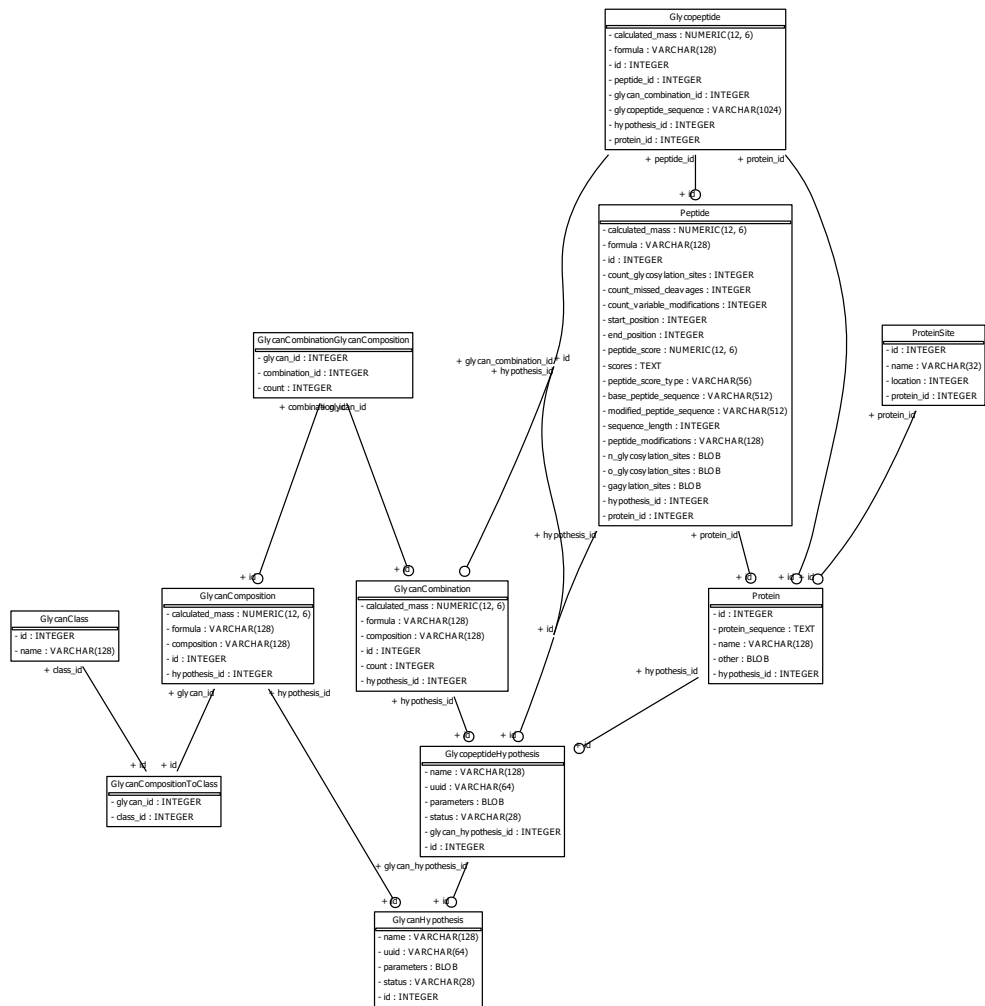 Glycopeptide
- calculated_mass : NUMERIC(12, 6)
- formula : VARCHAR(128)
- id : INTEGER
- peptide_id : INTEGER
- glycan_combination_id : INTEGER
- glycopeptide_sequence : VARCHAR(1024)
- hypothesis_id : INTEGER
- protein_id : INTEGER
+ peptide_id
+ protein_id
+ id
Peptide
- calculated_mass : NUMERIC(12, 6)
- formula : VARCHAR(128)
- id : INTEGER
- count_glycosylation_sites : INTEGER
- count_missed_cleavages : INTEGER
- count_variable_modifications : INTEGER
- start_position : INTEGER
- end_position : INTEGER
- peptide_score : NUMERIC(12, 6)
- scores : TEXT
- peptide_score_type : VARCHAR(56)
- base_peptide_sequence : VARCHAR(512)
- modified_peptide_sequence : VARCHAR(512)
- sequence_length : INTEGER
- peptide_modifications : VARCHAR(128)
- n_glycosylation_sites : BLOB
- o_glycosylation_sites : BLOB
- gagylation_sites : BLOB
- hypothesis_id : INTEGER
- protein_id : INTEGER
ProteinSite
- id : INTEGER
- name : VARCHAR(32)
- location : INTEGER
- protein_id : INTEGER
+ protein_id
GlycanCombinationGlycanComposition
- glycan_id : INTEGER
- combination_id : INTEGER
- count : INTEGER
+ combination_id
+ glycan_id
+ glycan_combination_id
+ id
+ hypothesis_id
+ hypothesis_id
+ protein_id
+ id
+ id
+ id
+ id
+ id
+ id
GlycanClass
- id : INTEGER
- name : VARCHAR(128)
+ class_id
GlycanComposition
- calculated_mass : NUMERIC(12, 6)
- formula : VARCHAR(128)
- composition : VARCHAR(128)
- id : INTEGER
- hypothesis_id : INTEGER
+ glycan_id
+ hypothesis_id
GlycanCombination
- calculated_mass : NUMERIC(12, 6)
- formula : VARCHAR(128)
- composition : VARCHAR(128)
- id : INTEGER
- count : INTEGER
- hypothesis_id : INTEGER
+ hypothesis_id
+ id
Protein
- id : INTEGER
- protein_sequence : TEXT
- name : VARCHAR(128)
- other : BLOB
- hypothesis_id : INTEGER
+ hypothesis_id
+ id
+ id
+ id
+ id
+ id
GlycanCompositionToClass
- glycan_id : INTEGER
- class_id : INTEGER
GlycopeptideHypothesis
- name : VARCHAR(128)
- uuid : VARCHAR(64)
- parameters : BLOB
- status : VARCHAR(28)
- glycan_hypothesis_id : INTEGER
- id : INTEGER
+ glycan_hypothesis_id
+ id
+ id
GlycanHypothesis
- name : VARCHAR(128)
- uuid : VARCHAR(64)
- parameters : BLOB
- status : VARCHAR(28)
- id : INTEGER